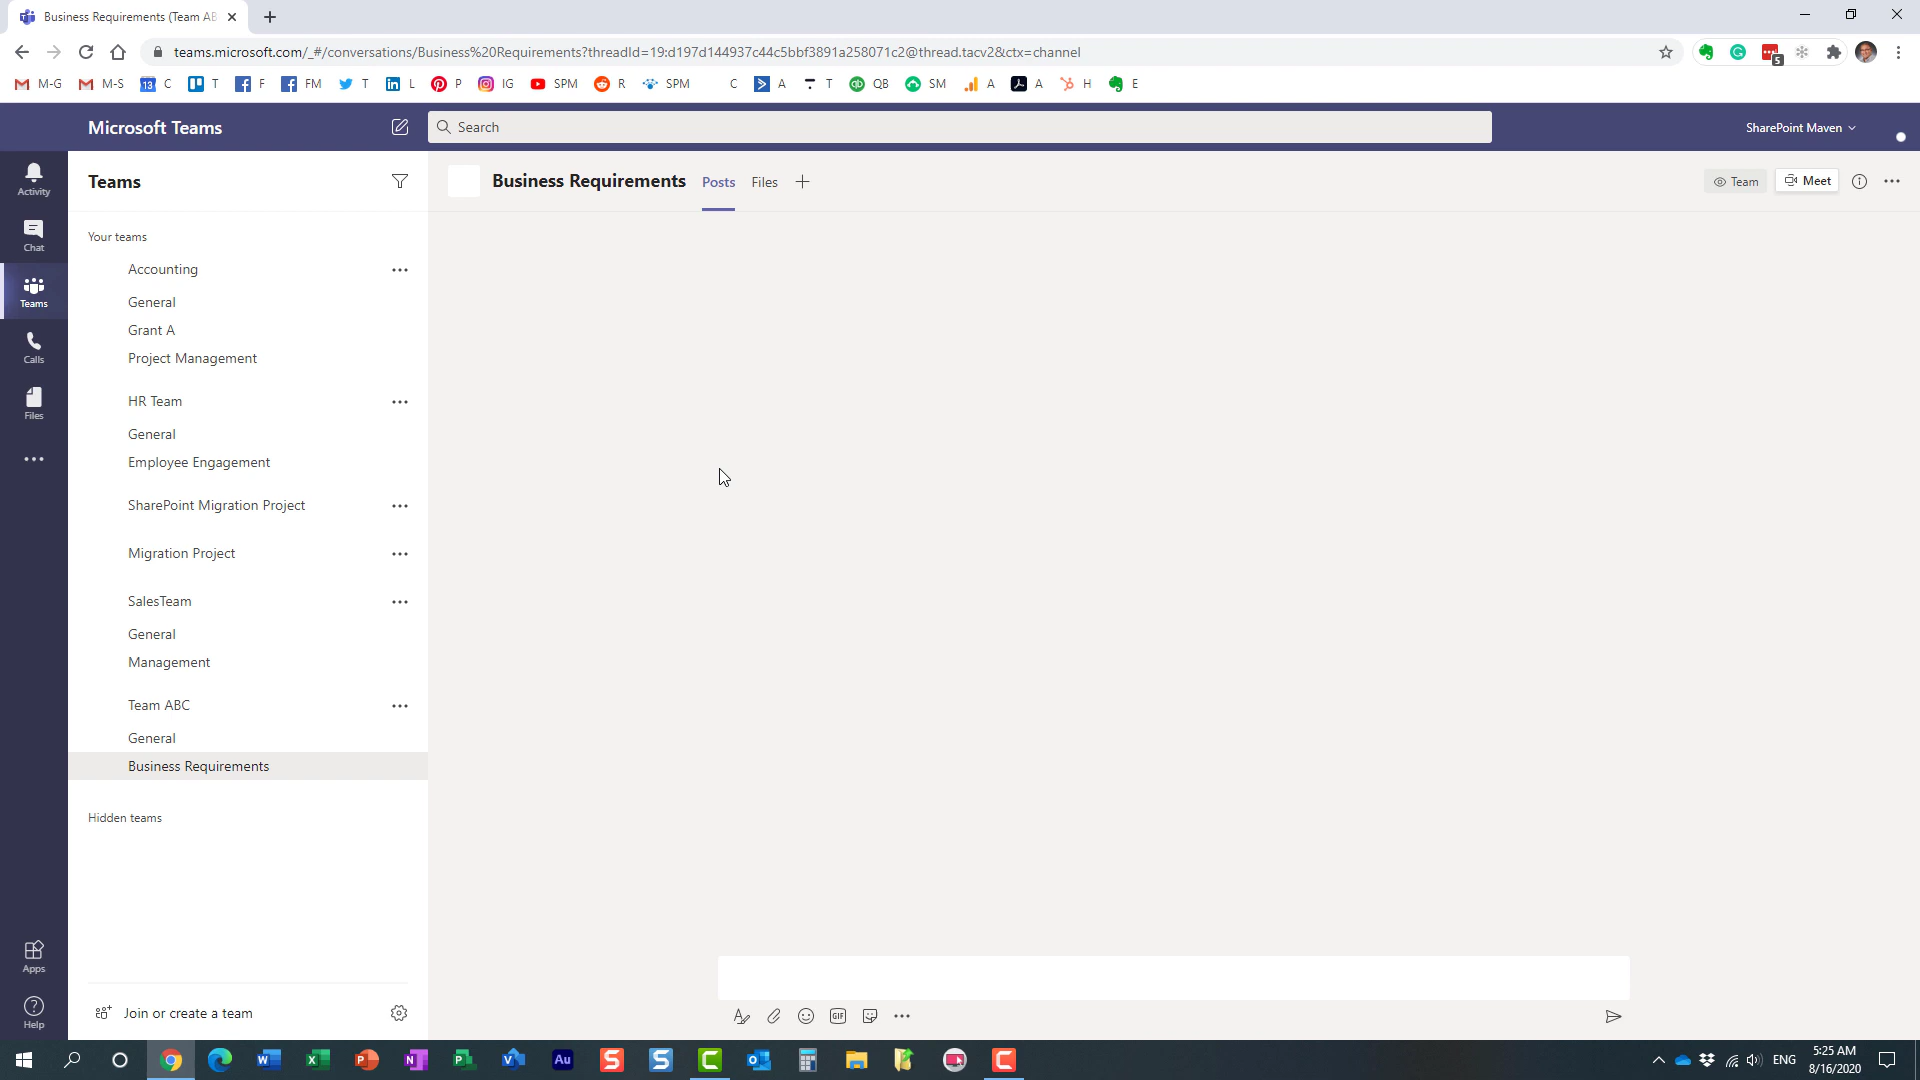 Business Requirements (Team AB
teams.microsoft.com/_#/conversations/Business%20Requirements?threadId=19:d197d144937c44c5bbf3891a258071c2@thread.tacv2&ctx=channel
5
M-G M-S 13 C T F FM T L P IG SPM R SPM C A T QB SM A A H E
Microsoft Teams
Search
SharePoint Maven
Activity
Chat
Teams
Calls
Files
Apps
Help
Teams
Your teams
Accounting
General
Grant A
Project Management
HR Team
General
Employee Engagement
SharePoint Migration Project
Migration Project
SalesTeam
General
Management
Team ABC
General
Business Requirements
Hidden teams
Join or create a team
Business Requirements Posts Files
Team Meet
GIF
ENG
5:25 AM
8/16/2020